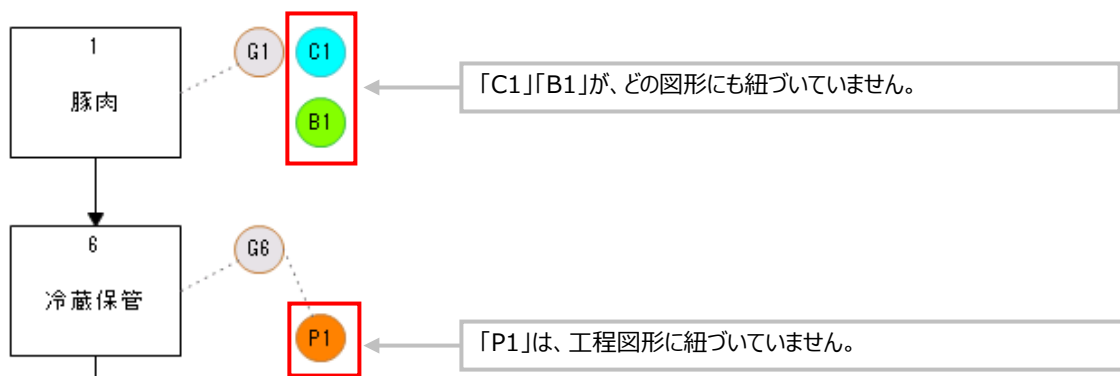 1
豚肉
G1
C1
B1
「C1」「B1」が、どの図形にも紐づいていません。
6
冷蔵保管
G6
P1
「P1」は、工程図形に紐づいていません。